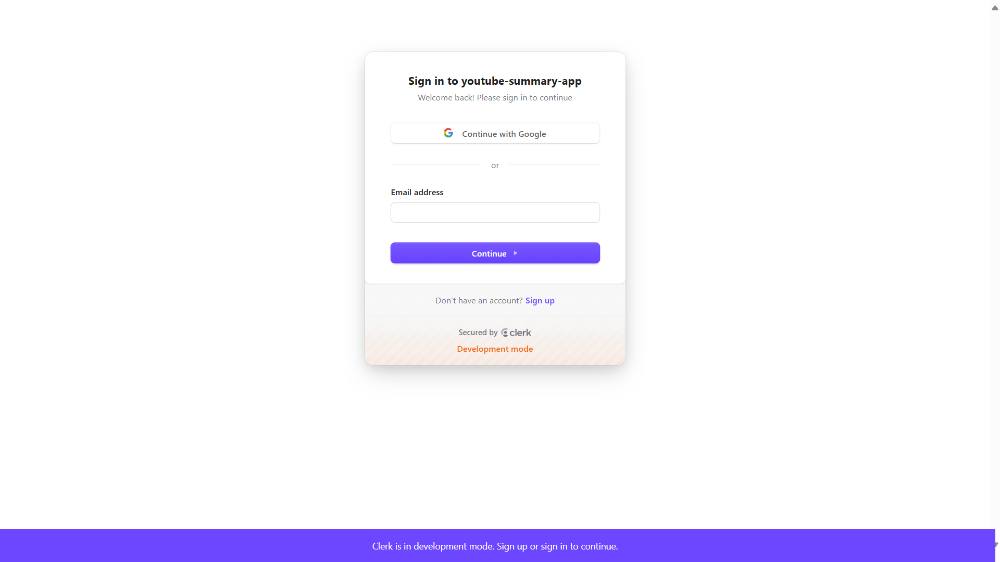 Sign in to youtube-summary-app
Welcome back! Please sign in to continue
Continue with Google
or
Email address
Continue
Don’t have an account? Sign up
Secured by clerk
Development mode
Clerk is in development mode. Sign up or sign in to continue.